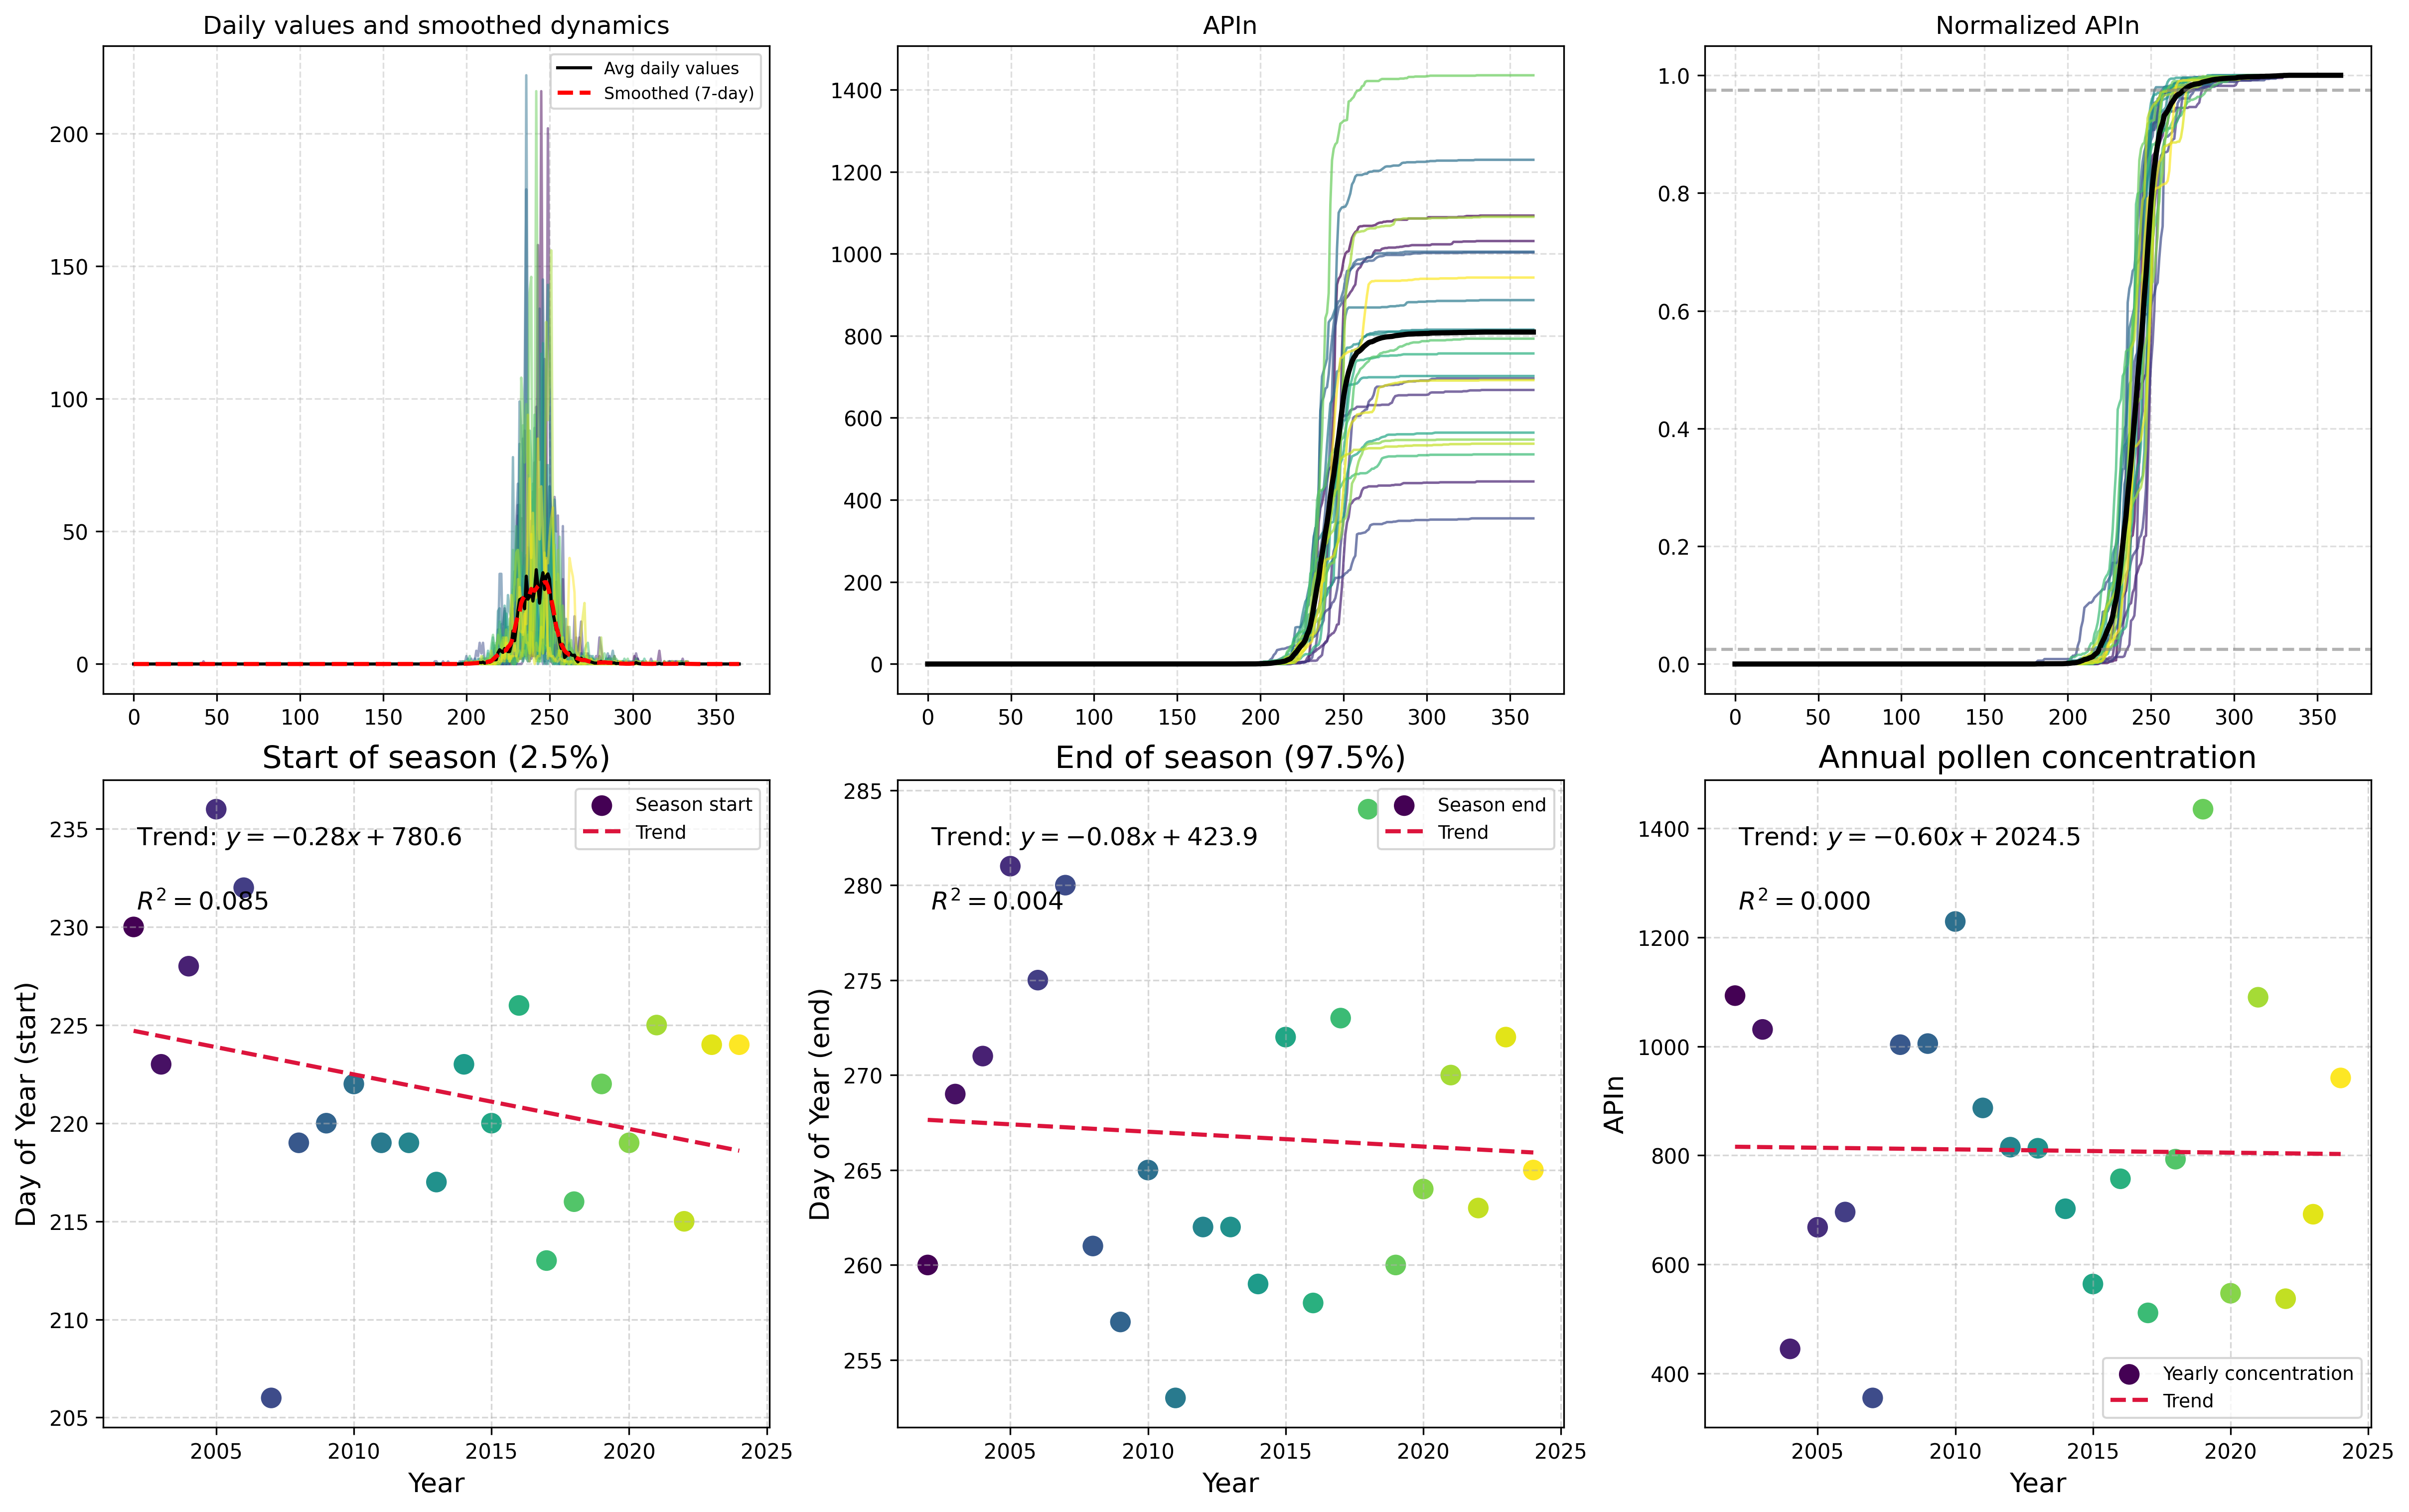 Daily values and smoothed dynamics
Avg daily values
Smoothed (7-day)
200
150
100
50
0
0 50 100 150 200 250 300 350
APIn
1400
1200
1000
800
600
400
200
0
0 50 100 150 200 250 300 350
Normalized APIn
1.0
0.8
0.6
0.4
0.2
0.0
0 50 100 150 200 250 300 350
Start of season (2.5%)
Season start
Trend
Trend: y = −0.28x + 780.6
R² = 0.085
Day of Year (start)
235
230
225
220
215
210
205
2005 2010 2015 2020 2025
Year
End of season (97.5%)
Season end
Trend
Trend: y = −0.08x + 423.9
R² = 0.004
Day of Year (end)
285
280
275
270
265
260
255
2005 2010 2015 2020 2025
Year
Annual pollen concentration
Trend: y = −0.60x + 2024.5
R² = 0.000
APIn
1400
1200
1000
800
600
400
Yearly concentration
Trend
2005 2010 2015 2020 2025
Year